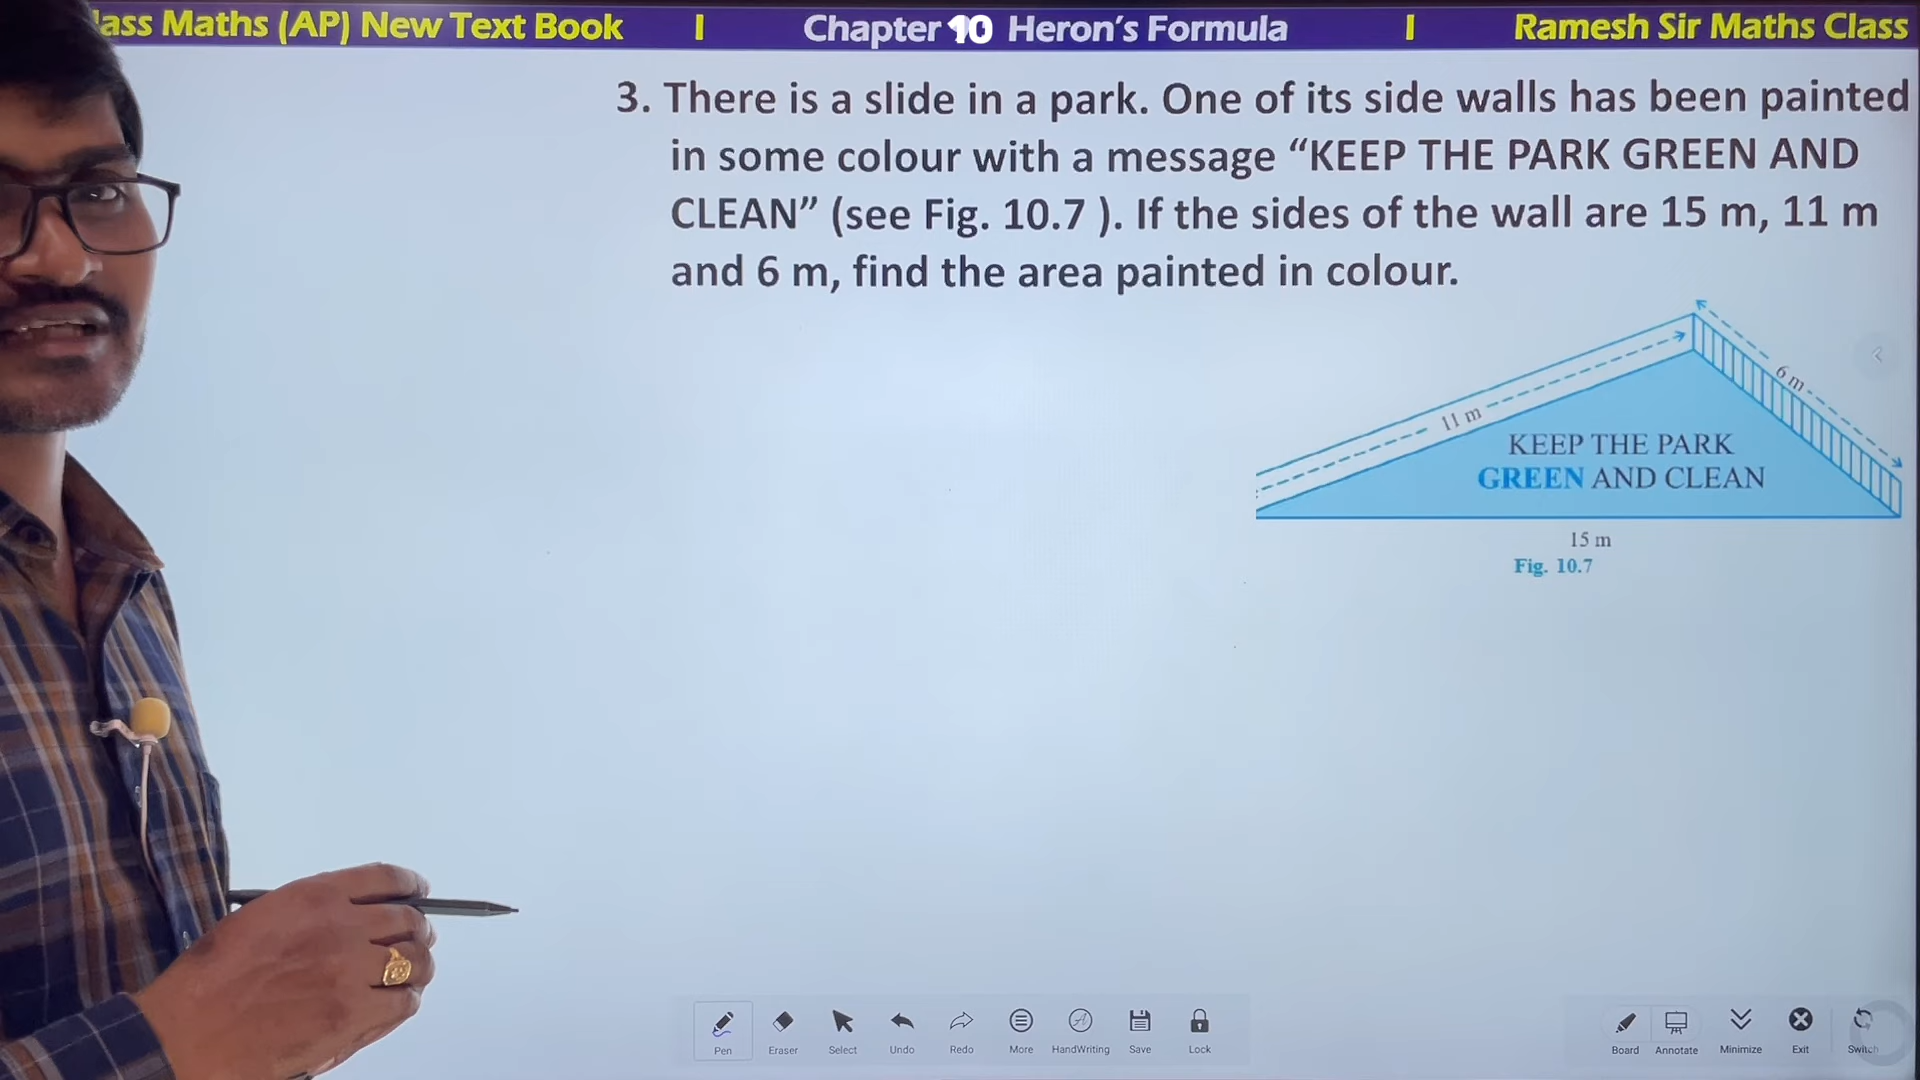 ass Maths (AP) New Text Book I Chapter 10 Heron's Formula I Ramesh Sir Maths Class
3. There is a slide in a park. One of its side walls has been painted
in some colour with a message “KEEP THE PARK GREEN AND
CLEAN” (see Fig. 10.7 ). If the sides of the wall are 15 m, 11 m
and 6 m, find the area painted in colour.
6 m
11 m
KEEP THE PARK
GREEN AND CLEAN
15 m
Fig. 10.7
Pen Eraser Select Undo Redo More HandWriting Save Lock Board Annotate Minimize Exit Switch